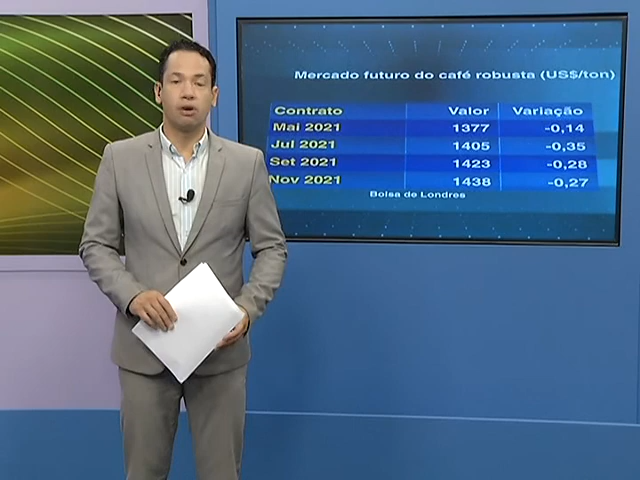 Mercado futuro do café robusta (US$/ton)
Contrato Valor Variação
Mai 2021 1377 -0,14
Jul 2021 1405 -0,35
Set 2021 1423 -0,28
Nov 2021 1438 -0,27
Bolsa de Londres